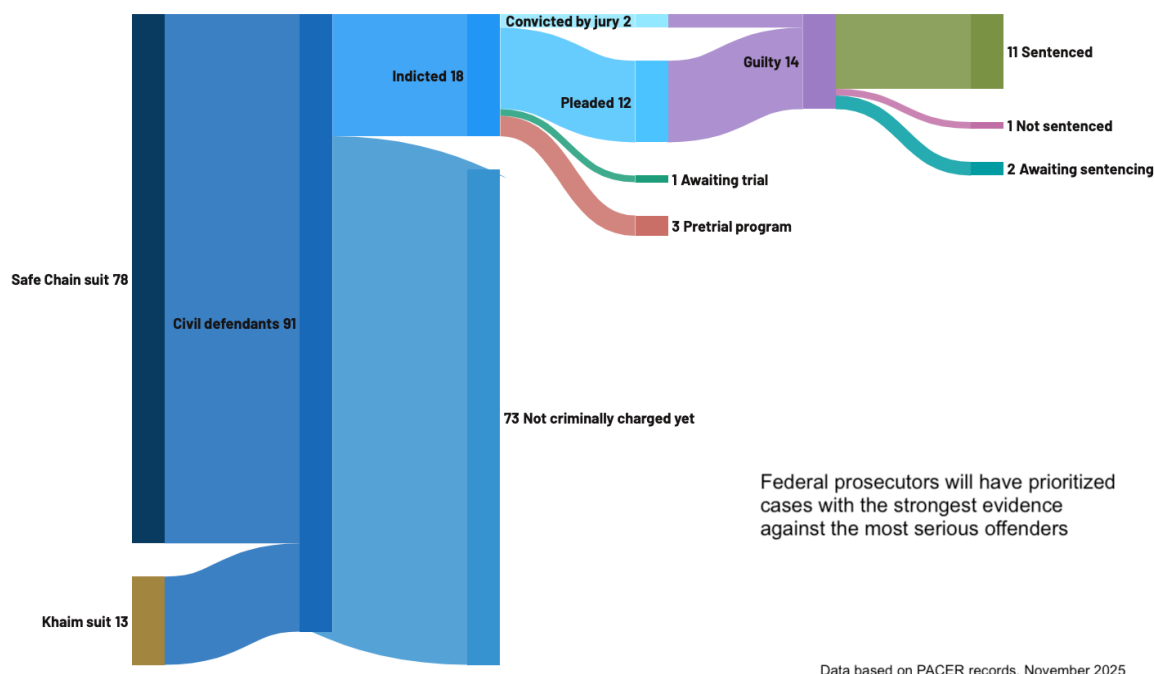 Convicted by jury 2
Indicted 18
Guilty 14
11 Sentenced
Pleaded 12
1 Not sentenced
2 Awaiting sentencing
1 Awaiting trial
3 Pretrial program
Safe Chain suit 78
Civil defendants 91
73 Not criminally charged yet
Federal prosecutors will have prioritized
cases with the strongest evidence
against the most serious offenders
Khaim suit 13
Data based on PACER records, November 2025